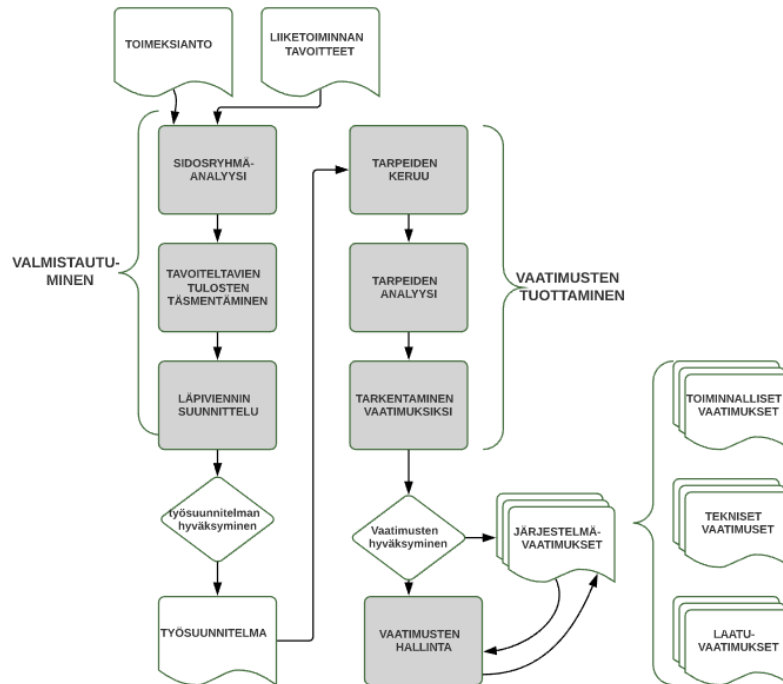 TOIMEKSIANTO
LIIKETOIMINNAN
TAVOITTEET
VALMISTAUTU-
MINEN
SIDOSRYHMÄ-
ANALYYSI
TAVOITELTAVIEN
TULOSTEN
TÄSMENTÄMINEN
LÄPIVIENNIN
SUUNNITTELU
työsuunnitelman
hyväksyminen
TYÖSUUNNITELMA
TARPEIDEN
KERUU
TARPEIDEN
ANALYYSI
TARKENTAMINEN
VAATIMUKSIKSI
VAATIMUSTEN
TUOTTAMINEN
Vaatimusten
hyväksyminen
JÄRJESTELMÄ-
VAATIMUKSET
VAATIMUSTEN
HALLINTA
TOIMINNALLISET
VAATIMUKSET
TEKNISET
VAATIMUSET
LAATU-
VAATIMUKSET